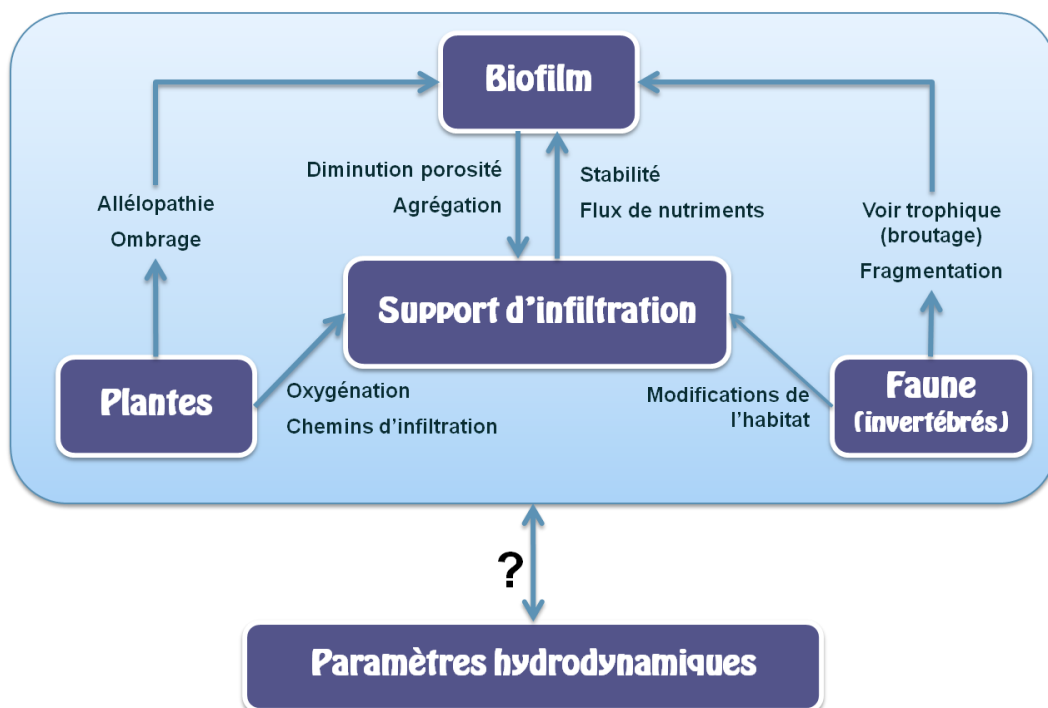 Biofilm
Diminution porosité
Agrégation
Stabilité
Flux de nutriments
Allélopathie
Ombrage
Voir trophique
(broutage)
Fragmentation
Support d'infiltration
Plantes
Oxygénation
Chemins d'infiltration
Modifications de
l'habitat
Faune
(invertébrés)
?
Paramètres hydrodynamiques